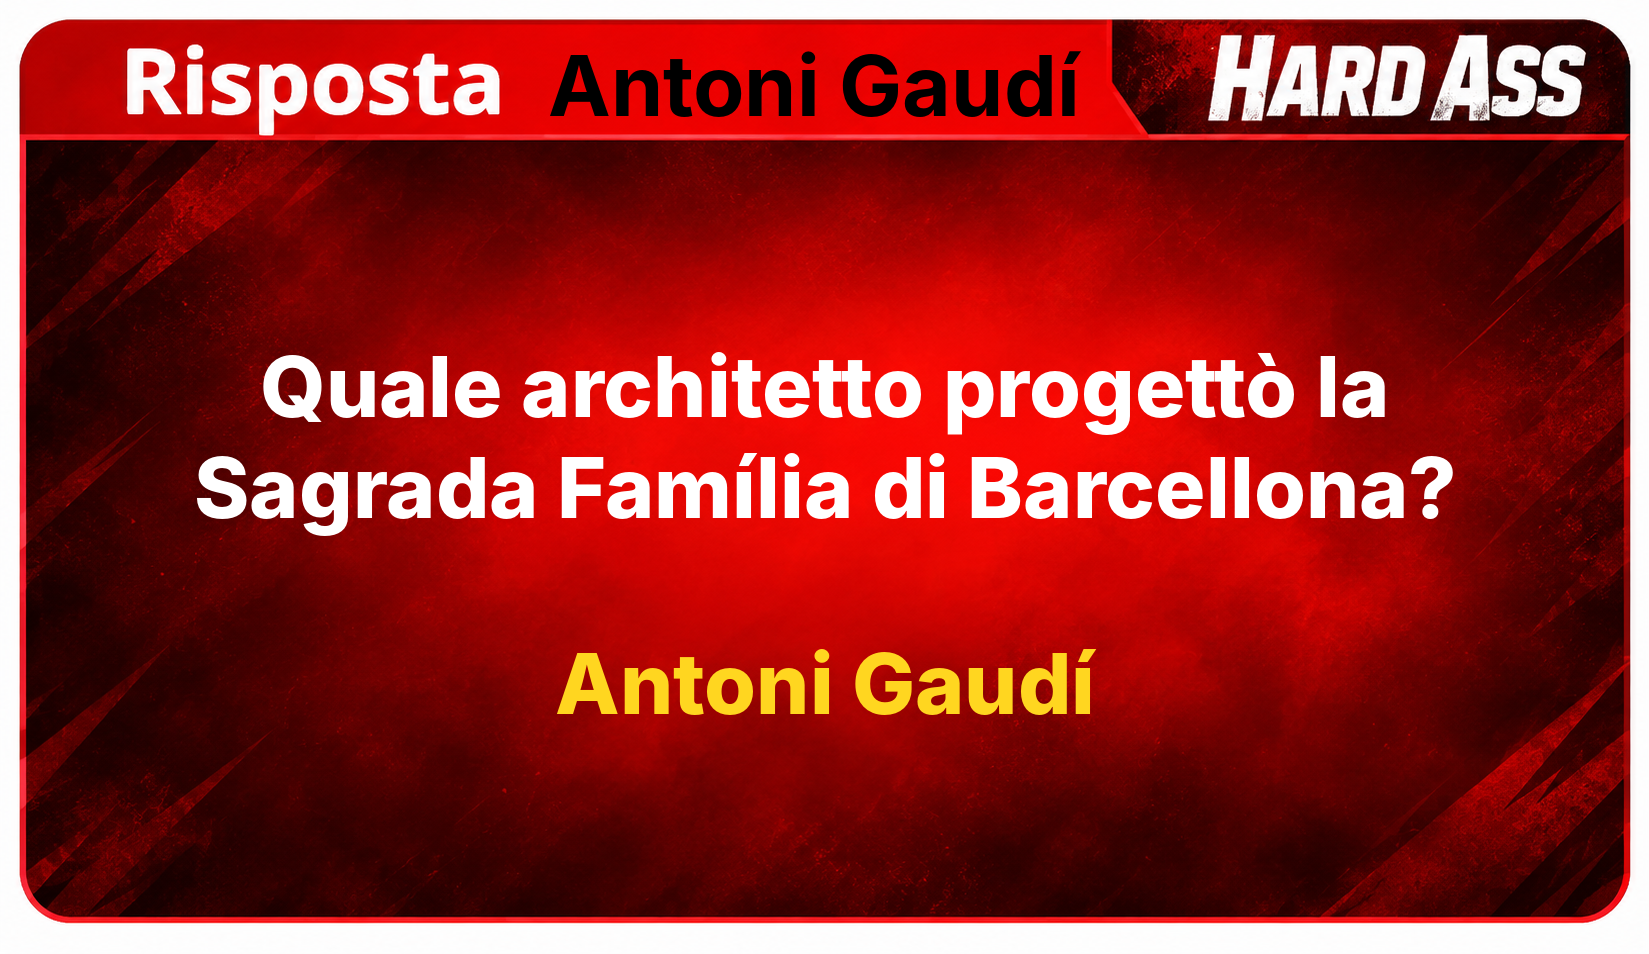 Risposta Antoni Gaudí HARD ASS
Quale architetto progettò la
Sagrada Família di Barcellona?
Antoni Gaudí